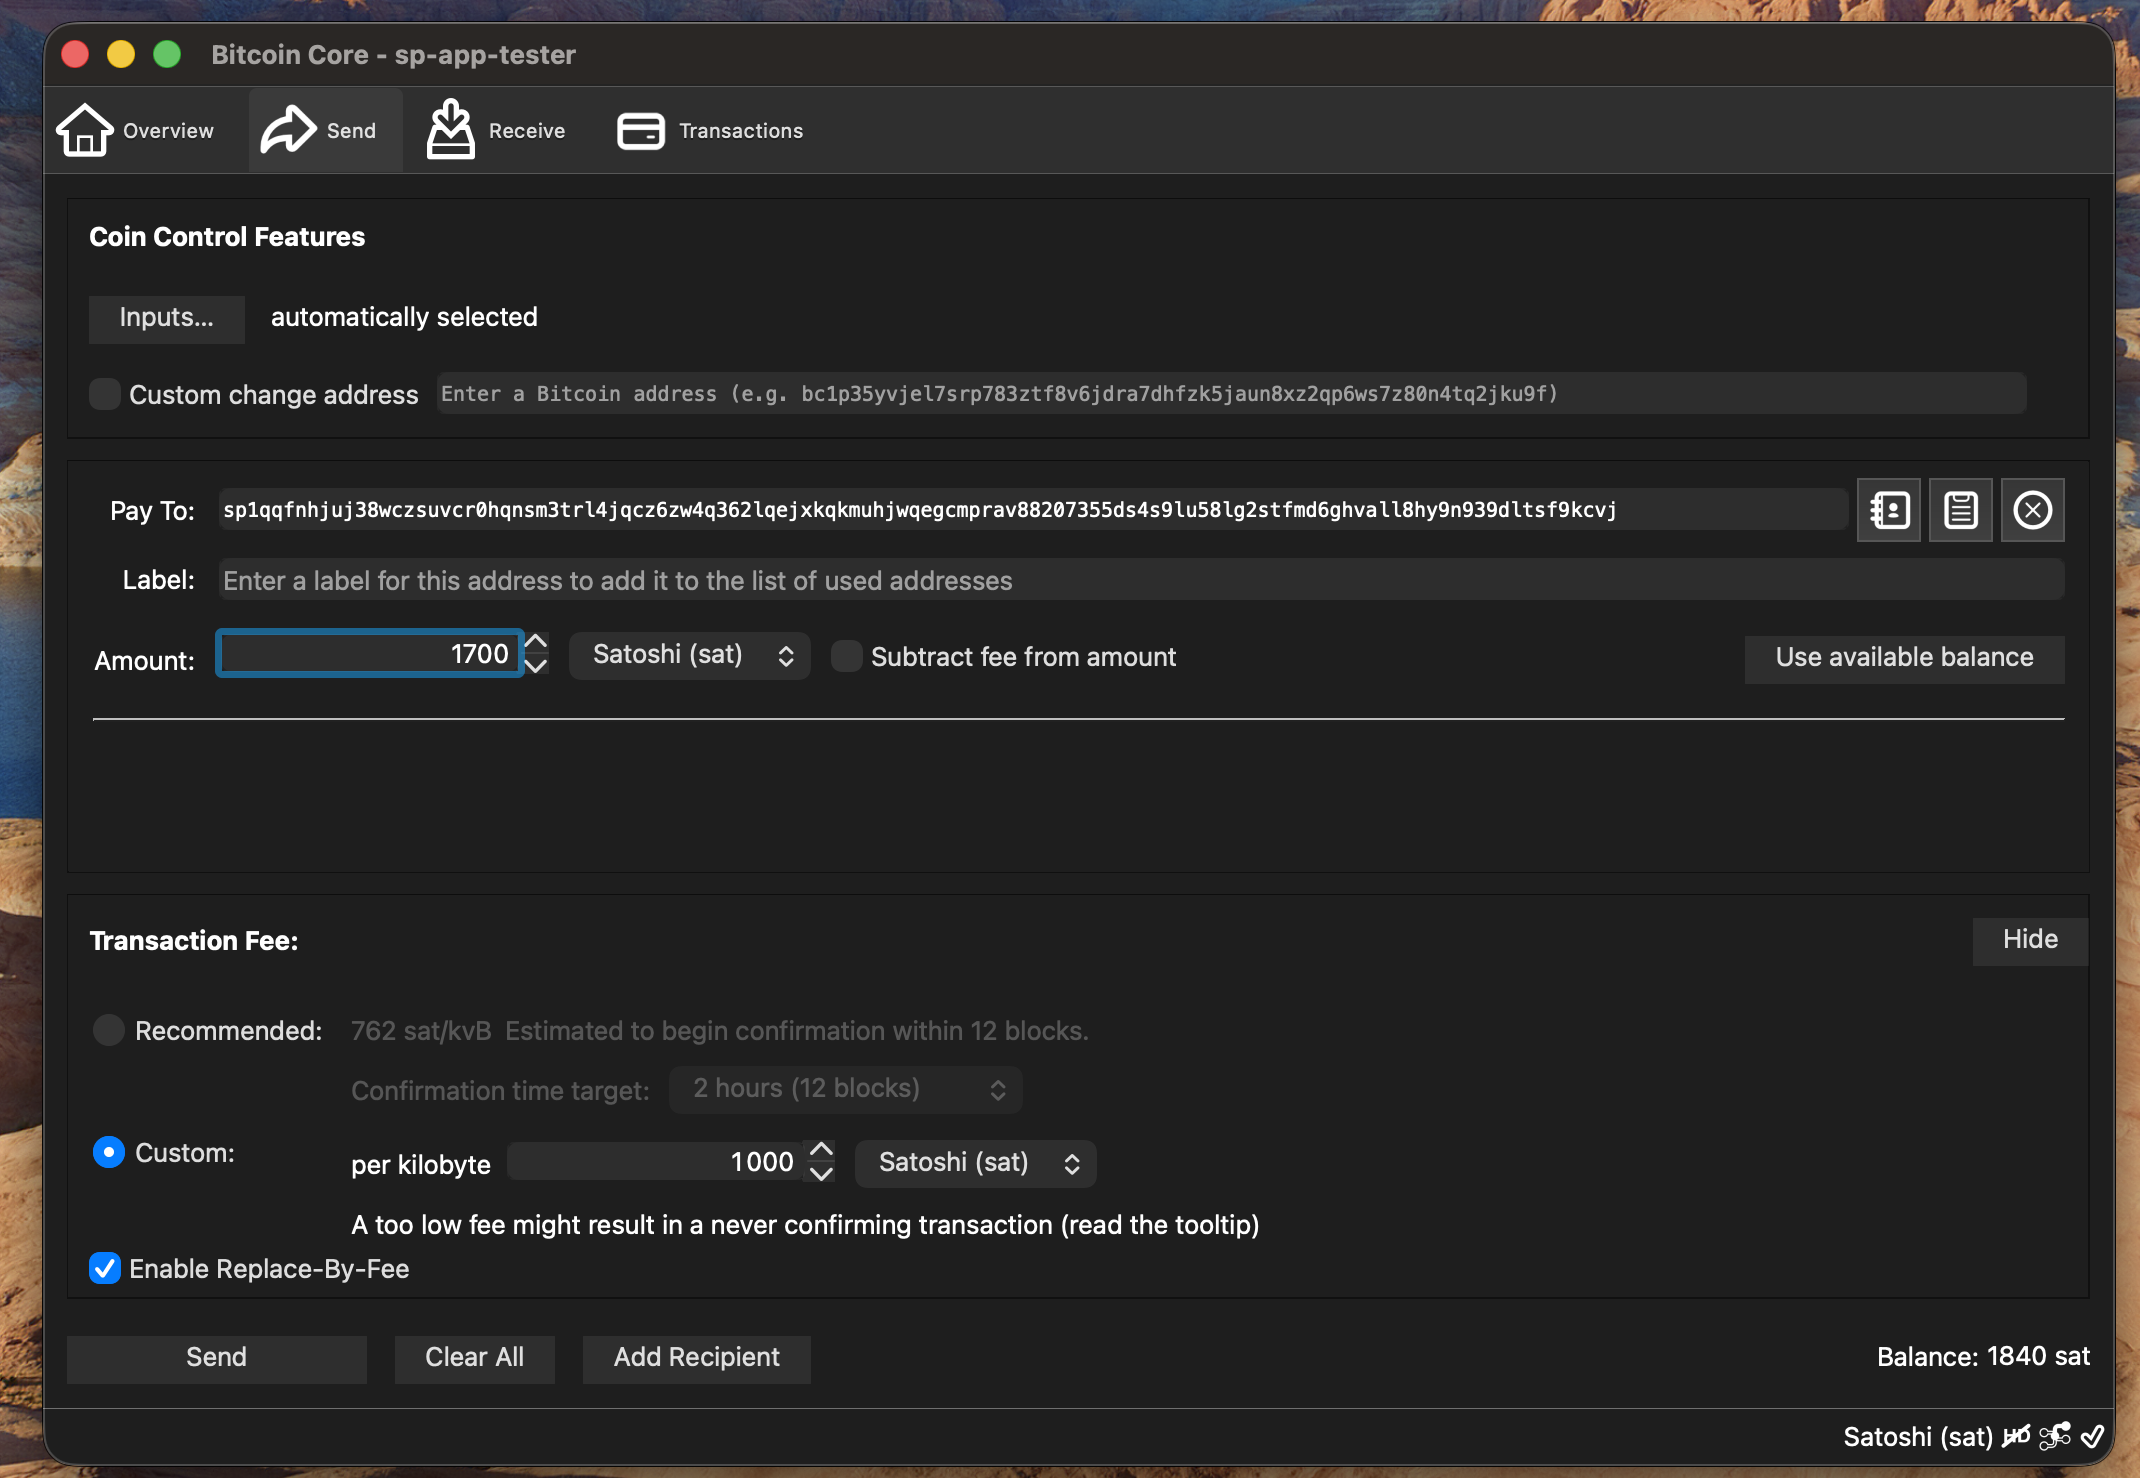 Bitcoin Core - sp-app-tester
Overview Send Receive Transactions
Coin Control Features
Inputs... automatically selected
Custom change address Enter a Bitcoin address (e.g. bc1p35yvjel7srp783ztf8v6jdra7dhfzk5jaun8xz2qp6ws7z80n4tq2jku9f)
Pay To: sp1qqfnhjuj38wczsuvcr0hqnsm3trl4jqcz6zw4q362lqejxkqkmuhjwqegcmprav88207355ds4s9lu58lg2stfmd6ghvall8hy9n939dltsf9kcvj
Label: Enter a label for this address to add it to the list of used addresses
Amount: 1700 Satoshi (sat) Subtract fee from amount Use available balance
Transaction Fee: Hide
Recommended: 762 sat/kvB Estimated to begin confirmation within 12 blocks.
Confirmation time target: 2 hours (12 blocks)
Custom: per kilobyte 1000 Satoshi (sat)
A too low fee might result in a never confirming transaction (read the tooltip)
Enable Replace-By-Fee
Send Clear All Add Recipient Balance: 1840 sat
Satoshi (sat) HD